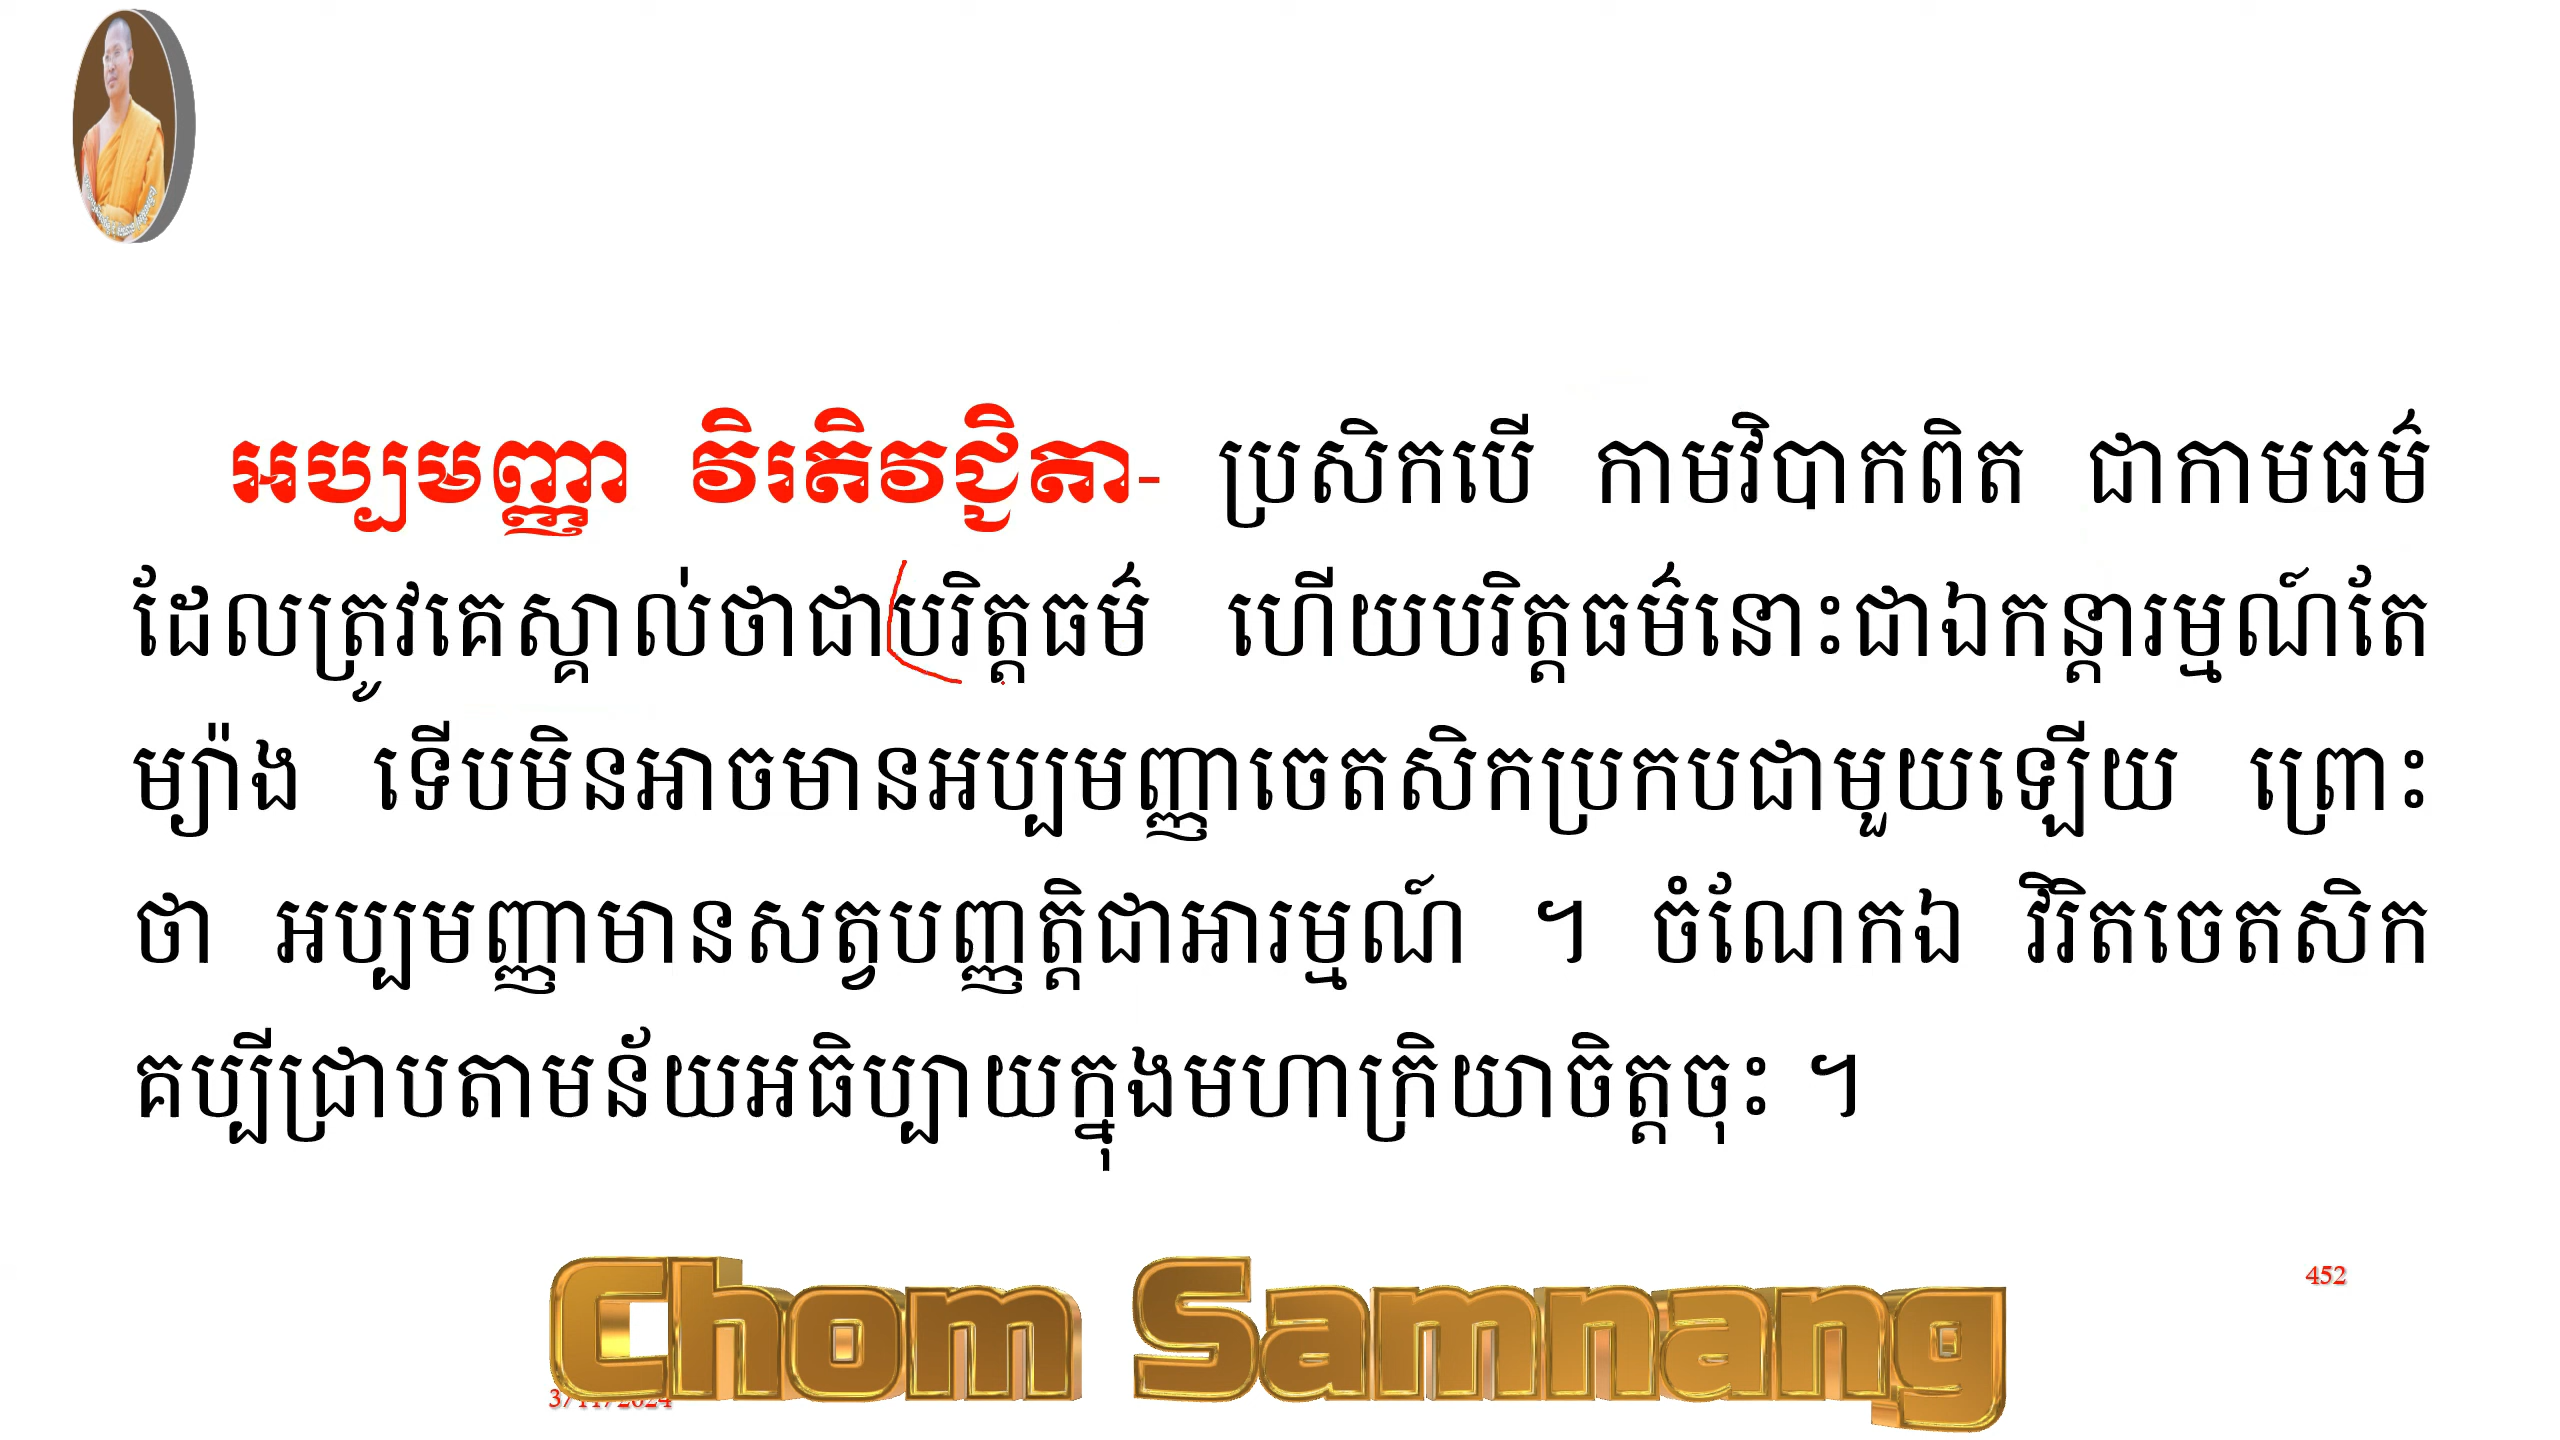 អប្បមញ្ញា វិរតិវជ្ជិតា- ប្រសិកបើ កាមវិបាកពិត ជាកាមធម៌
ដែលត្រូវគេស្គាល់ថាជាបរិត្តធម៌ ហើយបរិត្តធម៌នោះជាឯកន្តារម្មណ៍តែ
ម្យ៉ាង ទើបមិនអាចមានអប្បមញ្ញាចេតសិកប្រកបជាមួយឡើយ ព្រោះ
ថា អប្បមញ្ញាមានសត្វបញ្ញត្តិជាអារម្មណ៍ ។ ចំណែកឯ វិរិតចេតសិក
គប្បីជ្រាបតាមន័យអធិប្បាយក្នុងមហាក្រិយាចិត្តចុះ ។
452
Chom Samnang